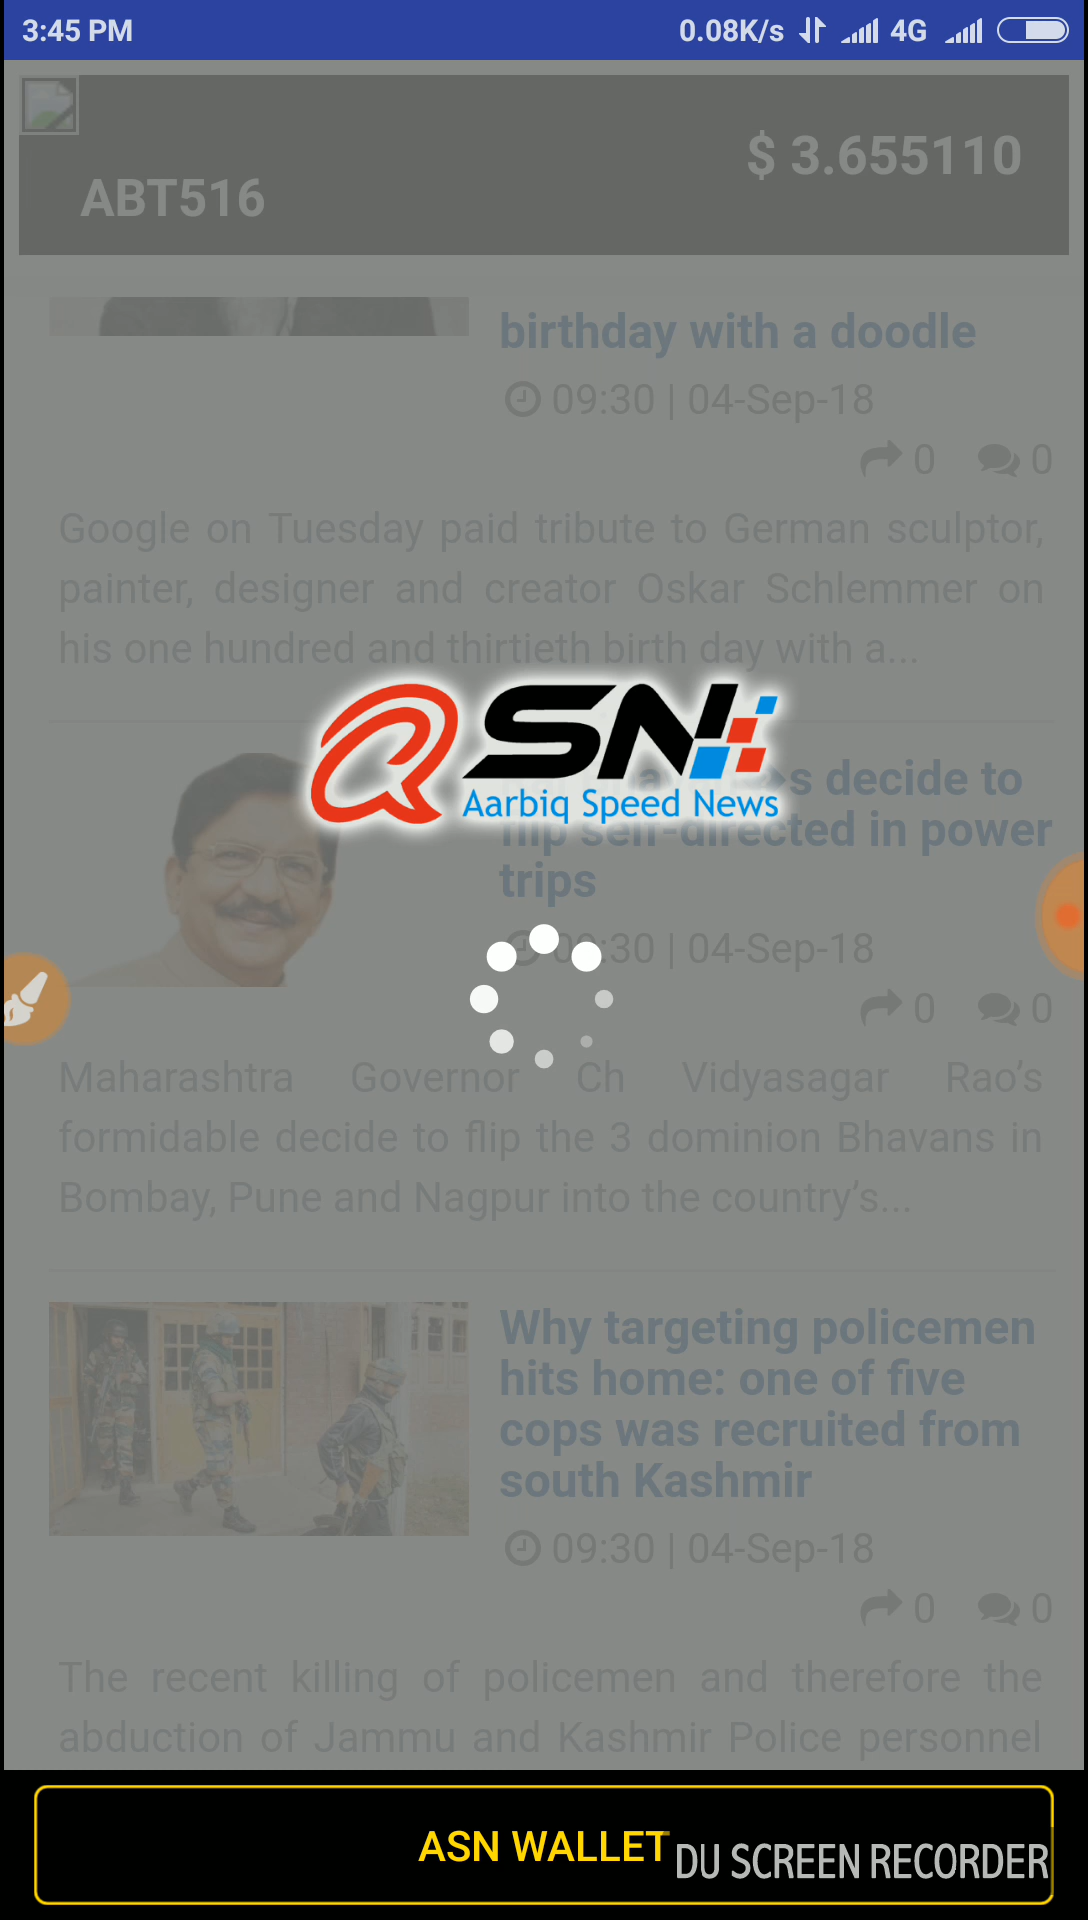 3:45 PM 0.08K/s 4G
$ 3.655110
ABT516
birthday with a doodle
09:30 | 04-Sep-18
0 0
Google on Tuesday paid tribute to German sculptor,
painter, designer and creator Oskar Schlemmer on
his one hundred and thirtieth birth day with a...
SN
Aarbiq Speed News
s decide to
flip self-directed in power
trips
09:30 | 04-Sep-18
0 0
Maharashtra Governor Ch Vidyasagar Rao’s
formidable decide to flip the 3 dominion Bhavans in
Bombay, Pune and Nagpur into the country’s...
Why targeting policemen
hits home: one of five
cops was recruited from
south Kashmir
09:30 | 04-Sep-18
0 0
The recent killing of policemen and therefore the
abduction of Jammu and Kashmir Police personnel
ASN WALLET
DU SCREEN RECORDER